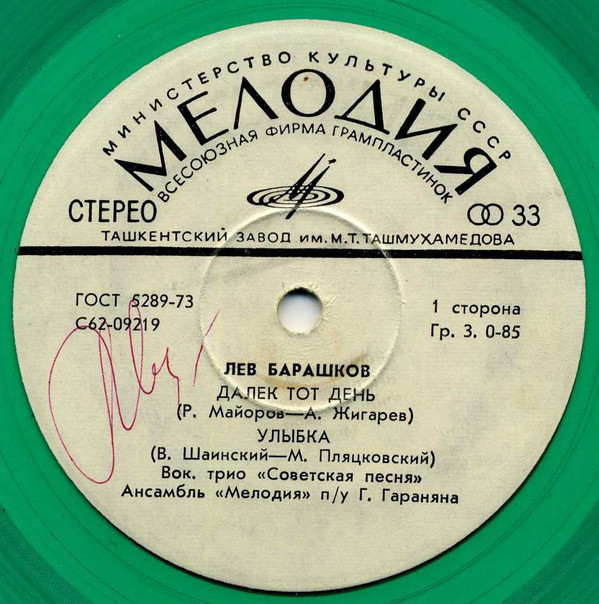 МИНИСТЕРСТВО КУЛЬТУРЫ СССР
МЕЛОДИЯ
ВСЕСОЮЗНАЯ ФИРМА ГРАМПЛАСТИНОК
СТЕРЕО 33
ТАШКЕНТСКИЙ ЗАВОД им. М.Т. ТАШМУХАМЕДОВА
ГОСТ 5289-73
С62-09219
1 сторона
Гр. 3. 0-85
ЛЕВ БАРАШКОВ
ДАЛЕК ТОТ ДЕНЬ
(Р. Майоров—А. Жигарев)
УЛЫБКА
(В. Шаинский—М. Пляцковский)
Вок. трио «Советская песня»
Ансамбль «Мелодия» п/у Г. Гараняна